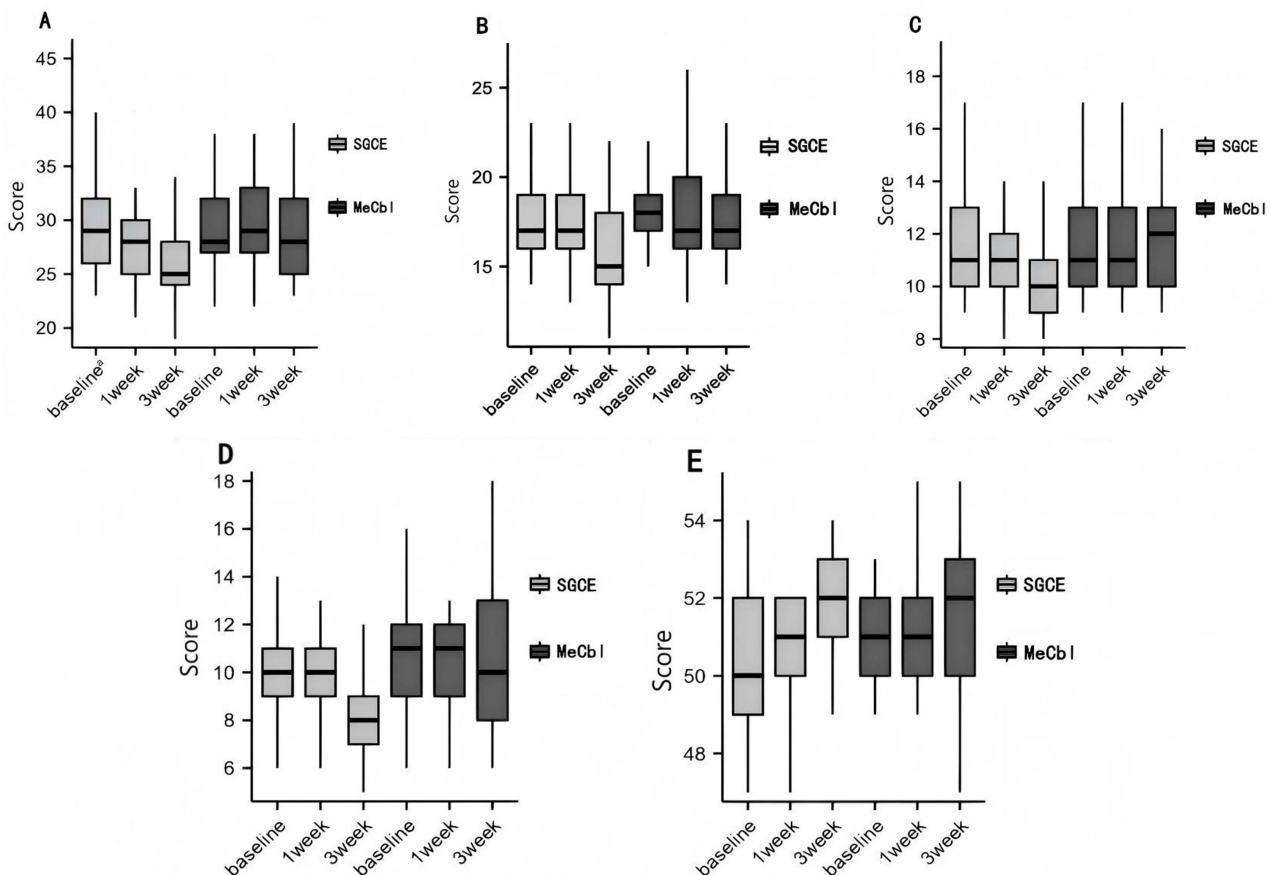 A
45
40
35
30
25
20
Score
baselineª
1week
3week
baseline
1week
3week
SGCE
MeCbl
B
25
20
15
Score
baseline
1week
3week
baseline
1week
3week
SGCE
MeCbl
C
18
16
14
12
10
8
Score
baseline
1week
3week
baseline
1week
3week
SGCE
MeCbl
D
18
16
14
12
10
8
6
Score
baseline
1week
3week
baseline
1week
3week
SGCE
MeCbl
E
54
52
50
48
Score
baseline
1week
3week
baseline
1week
3week
SGCE
MeCbl